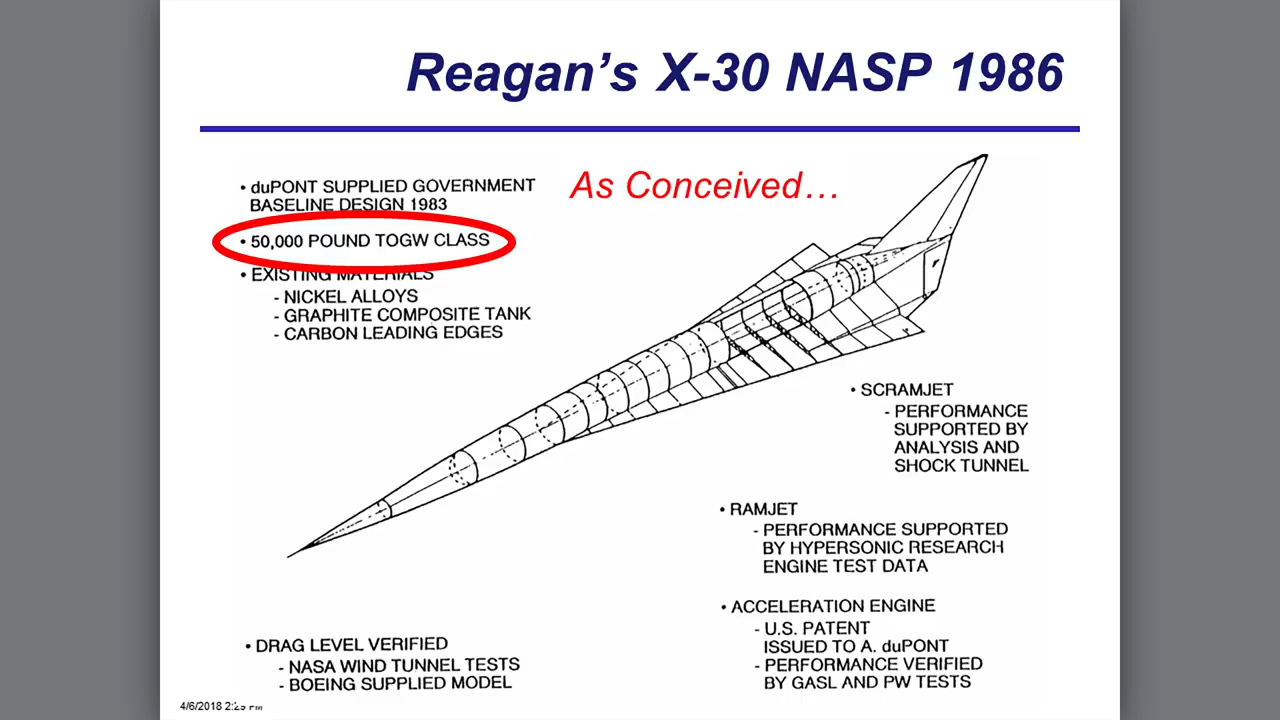 Reagan's X-30 NASP 1986
As Conceived…
• duPONT SUPPLIED GOVERNMENT
BASELINE DESIGN 1983
• 50,000 POUND TOGW CLASS
• EXISTING MATERIALS
- NICKEL ALLOYS
- GRAPHITE COMPOSITE TANK
- CARBON LEADING EDGES
• SCRAMJET
- PERFORMANCE
SUPPORTED BY
ANALYSIS AND
SHOCK TUNNEL
• RAMJET
- PERFORMANCE SUPPORTED
BY HYPERSONIC RESEARCH
ENGINE TEST DATA
• ACCELERATION ENGINE
- U.S. PATENT
ISSUED TO A. duPONT
- PERFORMANCE VERIFIED
BY GASL AND PW TESTS
• DRAG LEVEL VERIFIED
- NASA WIND TUNNEL TESTS
- BOEING SUPPLIED MODEL
4/6/2018 2:29 PM